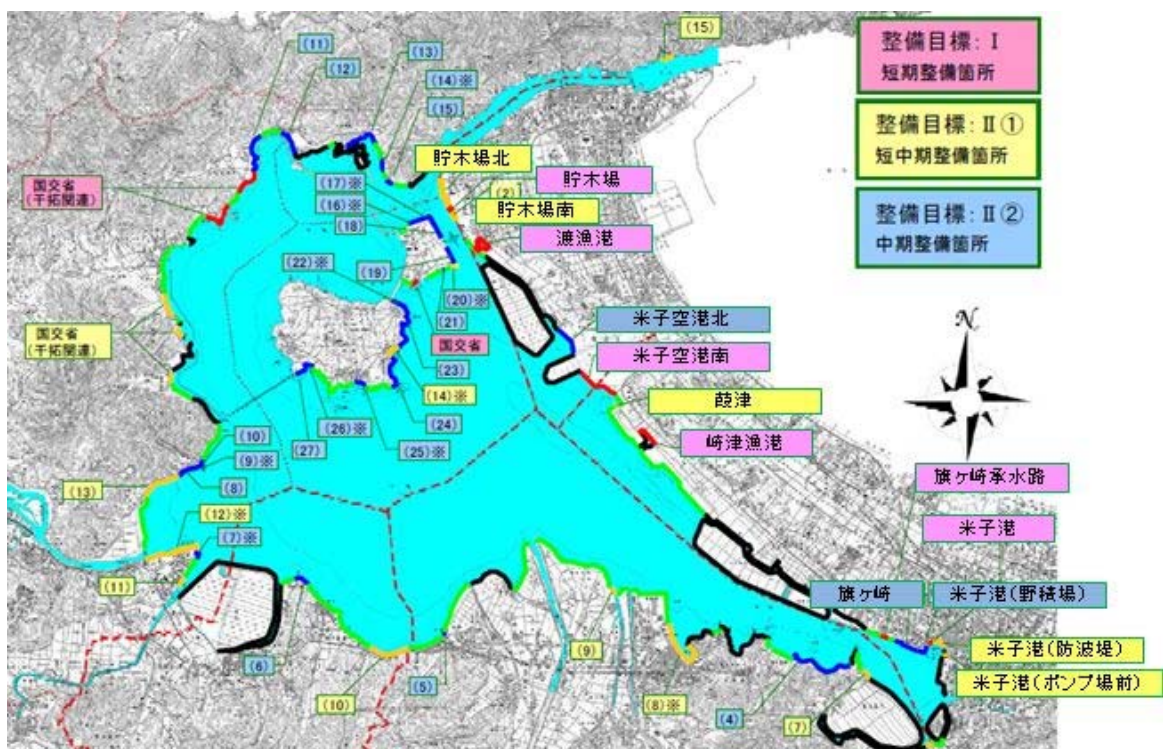 (11)
(12)
(13)
(14)※
(15)
(15)
整備目標：Ⅰ
短期整備箇所
整備目標：Ⅱ①
短中期整備箇所
整備目標：Ⅱ②
中期整備箇所
貯木場北
貯木場
(2)
貯木場南
渡漁港
国交省
(干拓関連)
(17)※
(16)※
(18)
(22)※
(19)
(20)※
(21)
国交省
(23)
(14)※
(24)
(25)※
(26)※
(27)
米子空港北
米子空港南
葭津
崎津漁港
N
国交省
(干拓関連)
(10)
(9)※
(8)
(13)
(12)※
(7)※
(11)
旗ヶ崎承水路
米子港
旗ヶ崎
米子港(野積場)
米子港(防波堤)
米子港(ポンプ場前)
(6)
(10)
(5)
(9)
(8)※
(4)
(7)